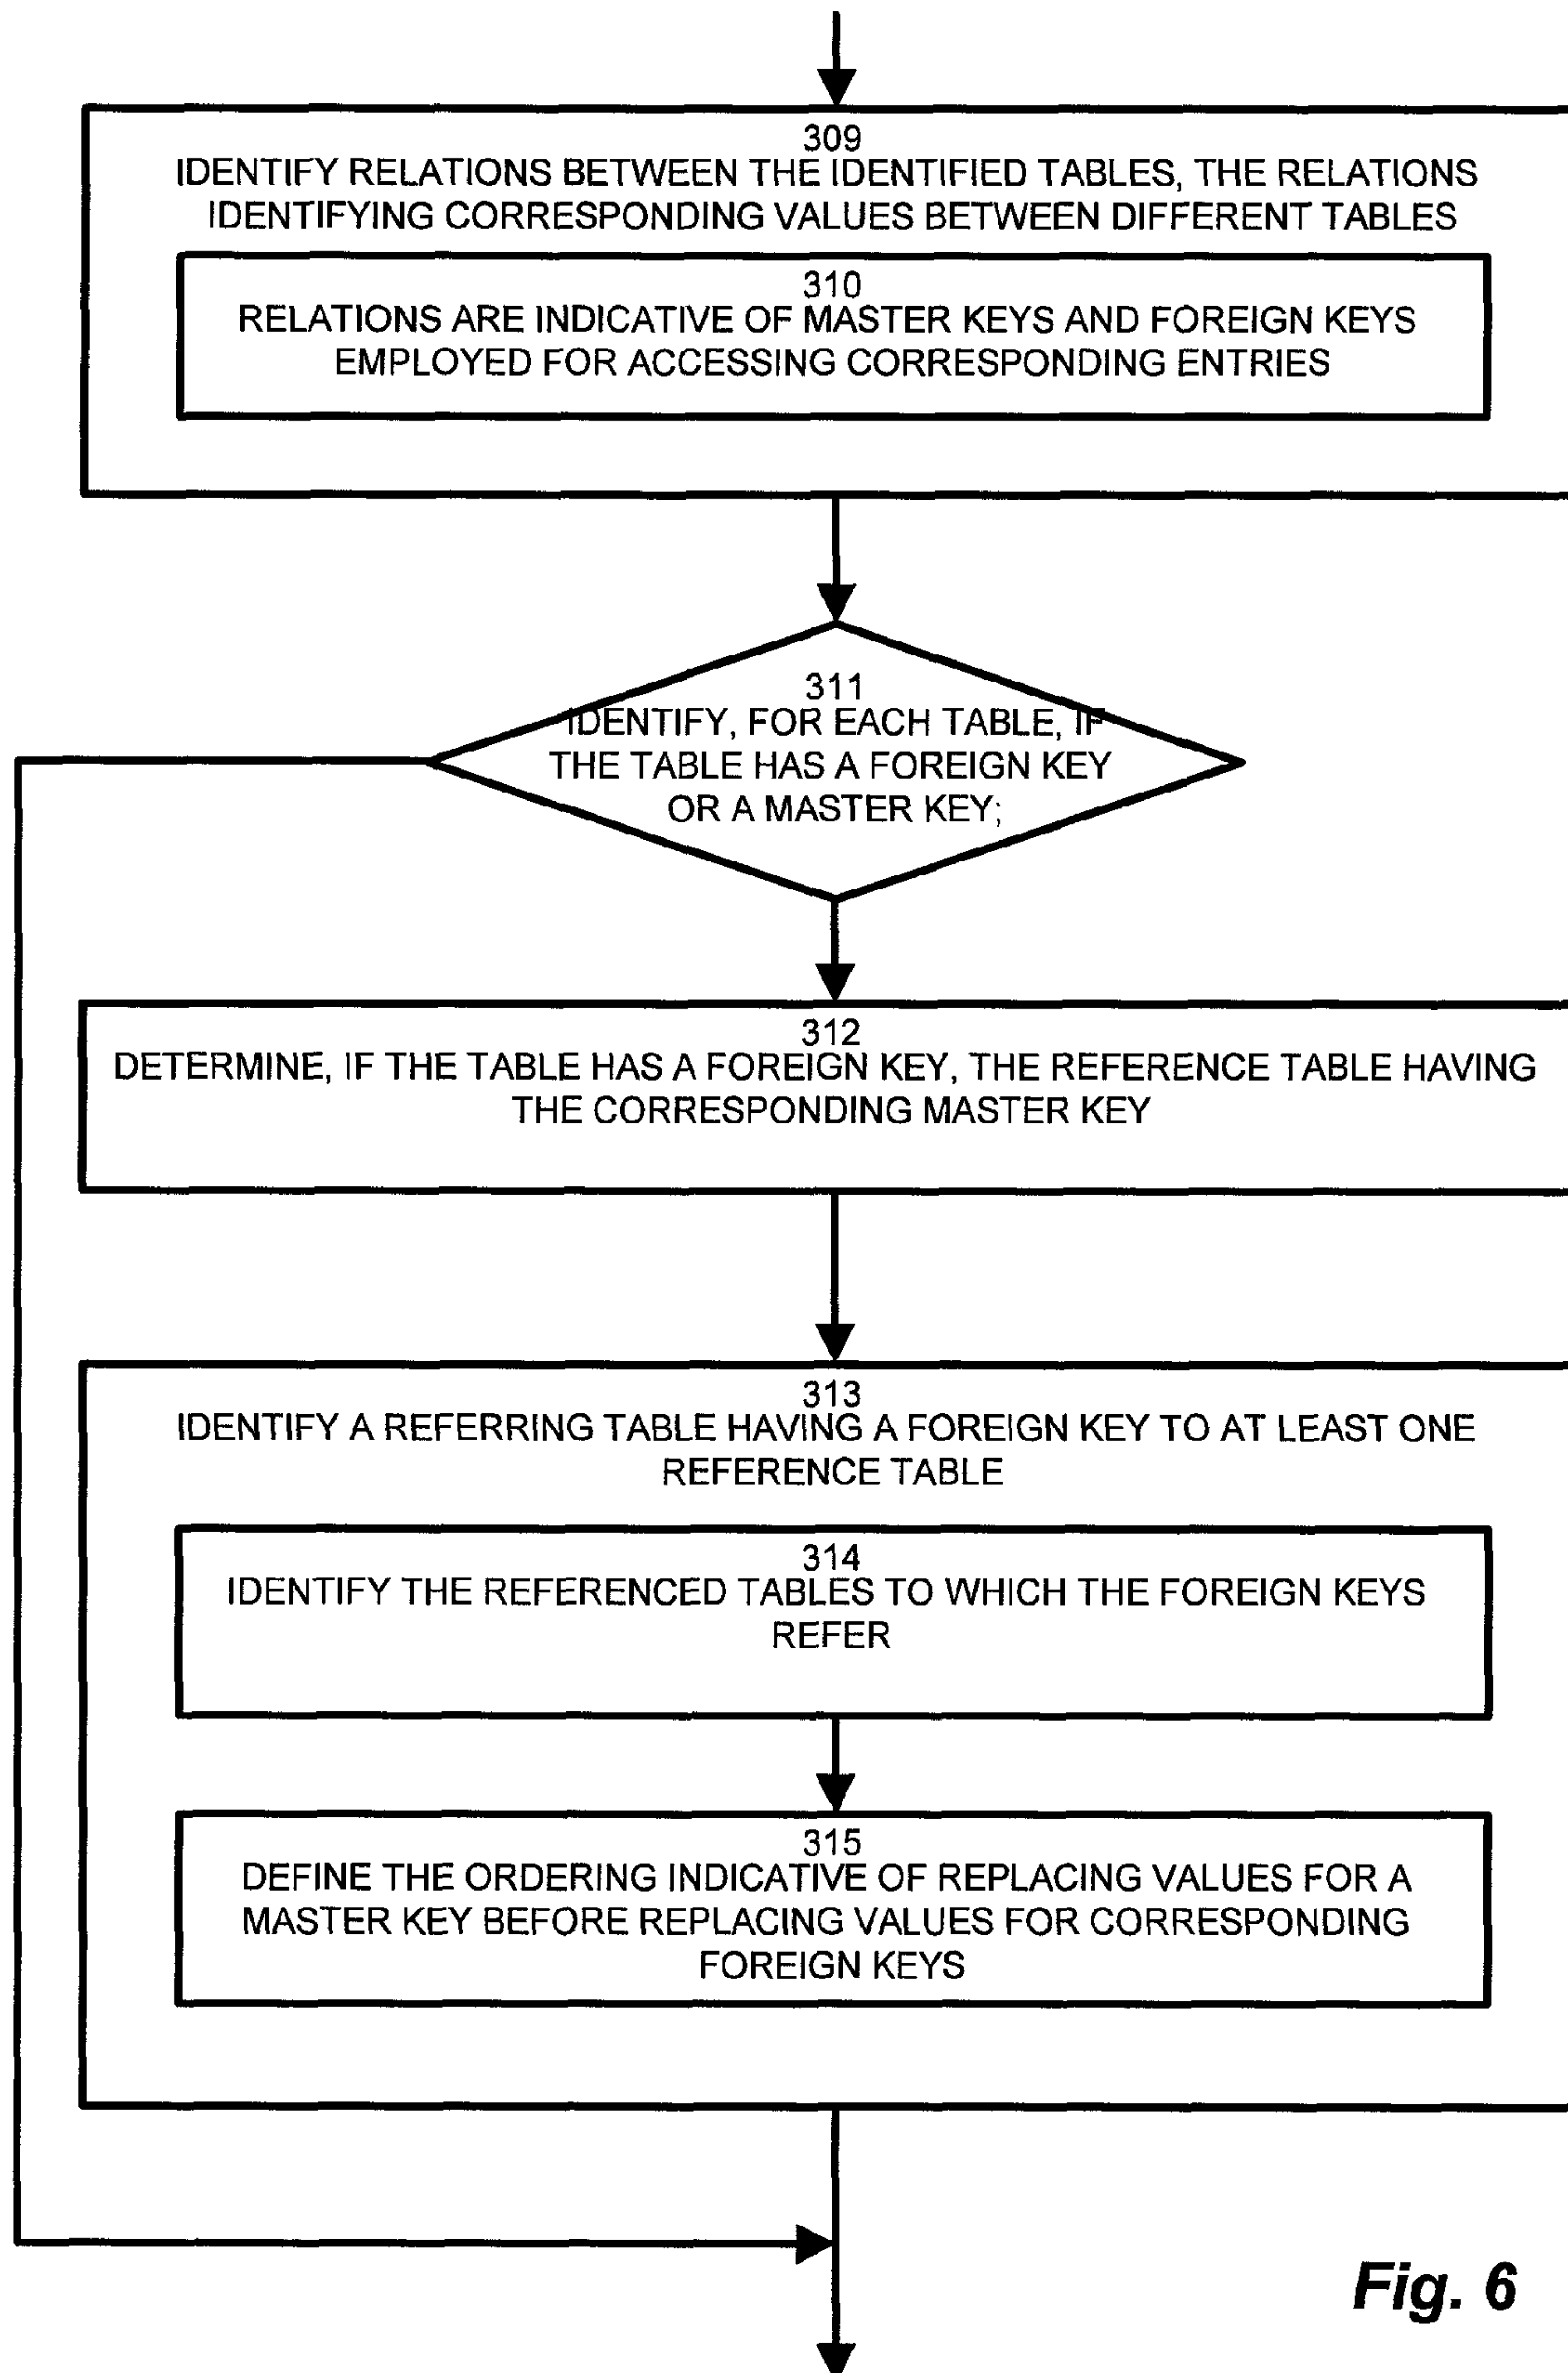 309
IDENTIFY RELATIONS BETWEEN THE IDENTIFIED TABLES, THE RELATIONS
IDENTIFYING CORRESPONDING VALUES BETWEEN DIFFERENT TABLES
310
RELATIONS ARE INDICATIVE OF MASTER KEYS AND FOREIGN KEYS
EMPLOYED FOR ACCESSING CORRESPONDING ENTRIES
311
IDENTIFY, FOR EACH TABLE, IF
THE TABLE HAS A FOREIGN KEY
OR A MASTER KEY;
312
DETERMINE, IF THE TABLE HAS A FOREIGN KEY, THE REFERENCE TABLE HAVING
THE CORRESPONDING MASTER KEY
313
IDENTIFY A REFERRING TABLE HAVING A FOREIGN KEY TO AT LEAST ONE
REFERENCE TABLE
314
IDENTIFY THE REFERENCED TABLES TO WHICH THE FOREIGN KEYS
REFER
315
DEFINE THE ORDERING INDICATIVE OF REPLACING VALUES FOR A
MASTER KEY BEFORE REPLACING VALUES FOR CORRESPONDING
FOREIGN KEYS
Fig. 6